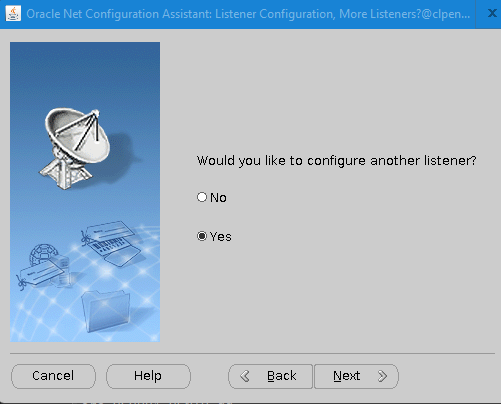 Oracle Net Configuration Assistant: Listener Configuration, More Listeners?@clpen...
Would you like to configure another listener?
No
Yes
Cancel
Help
Back
Next